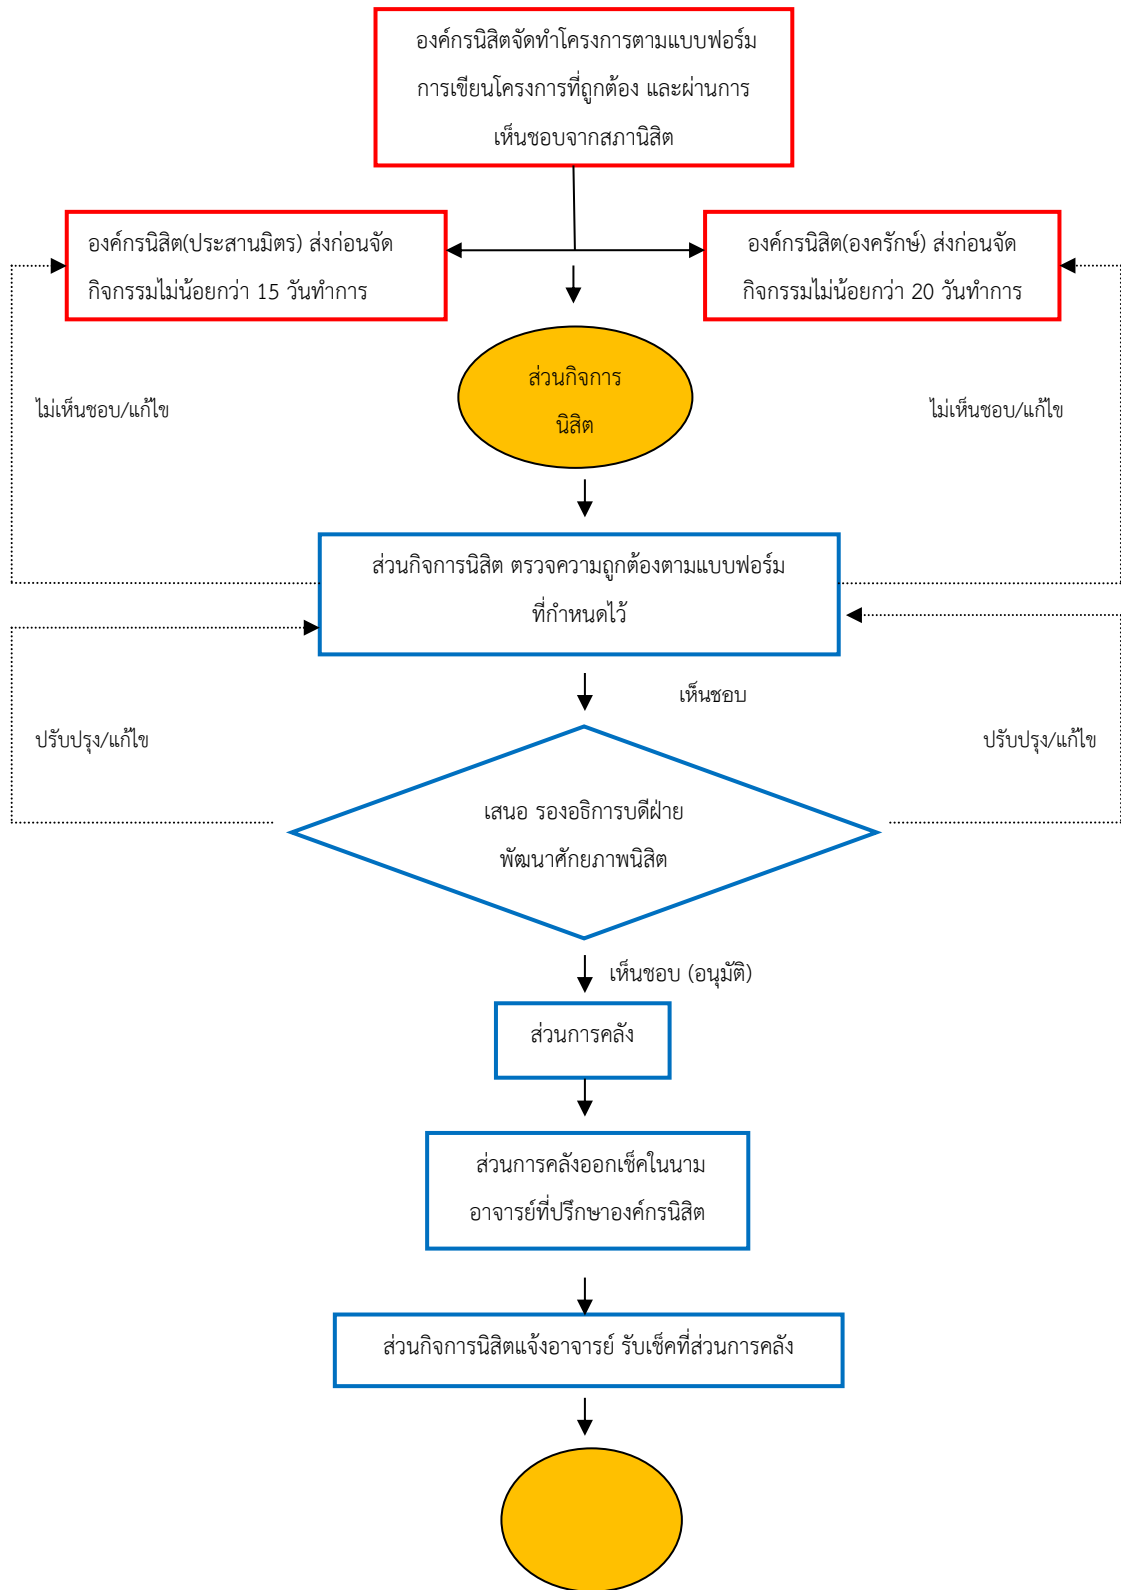 องค์กรนิสิตจัดทำโครงการตามแบบฟอร์ม
การเขียนโครงการที่ถูกต้อง และผ่านการ
เห็นชอบจากสภานิสิต
องค์กรนิสิต(ประสานมิตร) ส่งก่อนจัด
กิจกรรมไม่น้อยกว่า 15 วันทำการ
องค์กรนิสิต(องครักษ์) ส่งก่อนจัด
กิจกรรมไม่น้อยกว่า 20 วันทำการ
ส่วนกิจการ
นิสิต
ไม่เห็นชอบ/แก้ไข
ไม่เห็นชอบ/แก้ไข
ส่วนกิจการนิสิต ตรวจความถูกต้องตามแบบฟอร์ม
ที่กำหนดไว้
เห็นชอบ
ปรับปรุง/แก้ไข
ปรับปรุง/แก้ไข
เสนอ รองอธิการบดีฝ่าย
พัฒนาศักยภาพนิสิต
เห็นชอบ (อนุมัติ)
ส่วนการคลัง
ส่วนการคลังออกเช็คในนาม
อาจารย์ที่ปรึกษาองค์กรนิสิต
ส่วนกิจการนิสิตแจ้งอาจารย์ รับเช็คที่ส่วนการคลัง